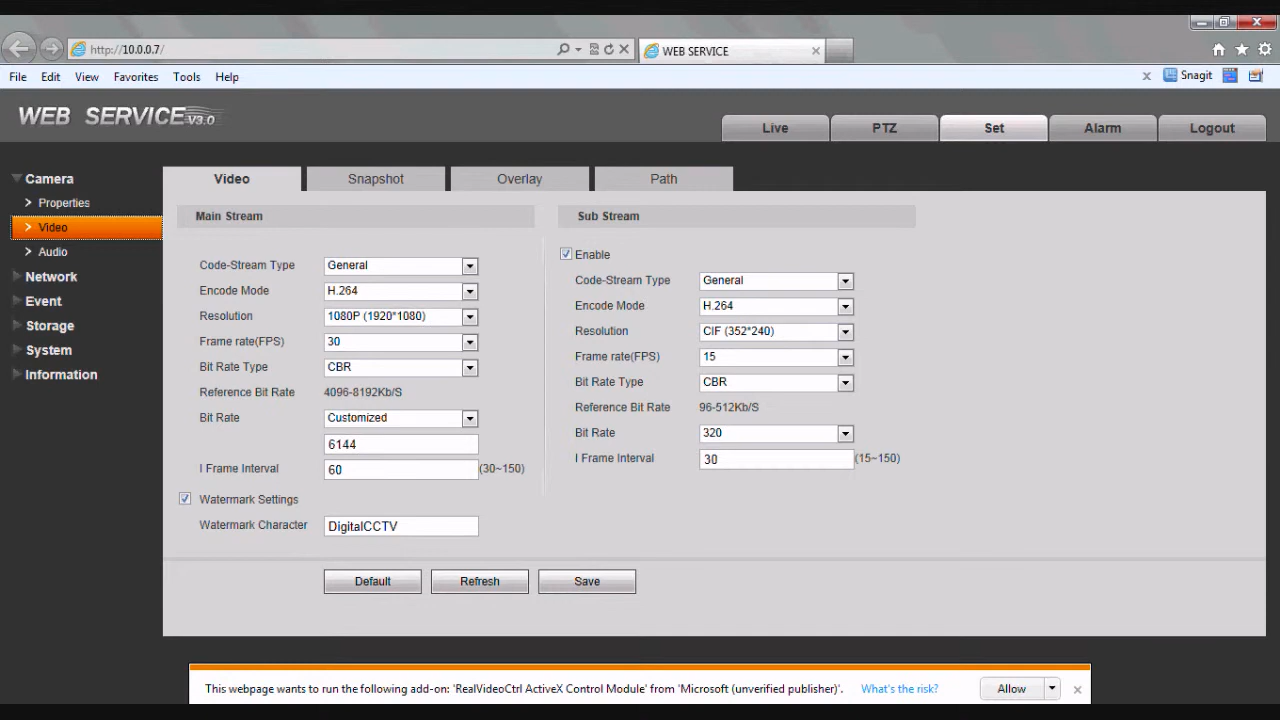 http://10.0.0.7/
WEB SERVICE
File Edit View Favorites Tools Help
Snagit
WEB SERVICE V3.0
Live PTZ Set Alarm Logout
Camera
Properties
Video
Audio
Network
Event
Storage
System
Information
Video Snapshot Overlay Path
Main Stream
Code-Stream Type General
Encode Mode H.264
Resolution 1080P (1920*1080)
Frame rate(FPS) 30
Bit Rate Type CBR
Reference Bit Rate 4096-8192Kb/S
Bit Rate Customized
6144
I Frame Interval 60 (30~150)
Watermark Settings
Watermark Character DigitalCCTV
Sub Stream
Enable
Code-Stream Type General
Encode Mode H.264
Resolution CIF (352*240)
Frame rate(FPS) 15
Bit Rate Type CBR
Reference Bit Rate 96-512Kb/S
Bit Rate 320
I Frame Interval 30 (15~150)
Default Refresh Save
This webpage wants to run the following add-on: 'RealVideoCtrl ActiveX Control Module' from 'Microsoft (unverified publisher)'. What's the risk? Allow